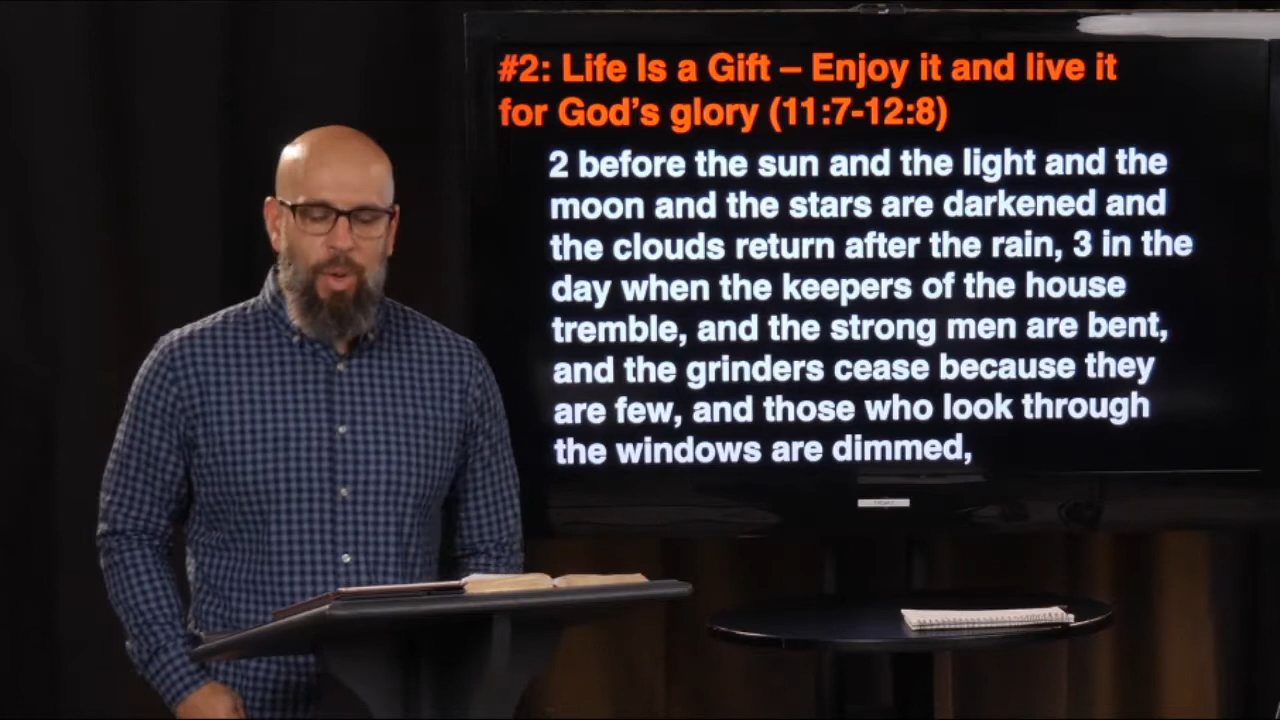 #2: Life Is a Gift – Enjoy it and live it
for God's glory (11:7-12:8)
2 before the sun and the light and the
moon and the stars are darkened and
the clouds return after the rain, 3 in the
day when the keepers of the house
tremble, and the strong men are bent,
and the grinders cease because they
are few, and those who look through
the windows are dimmed,